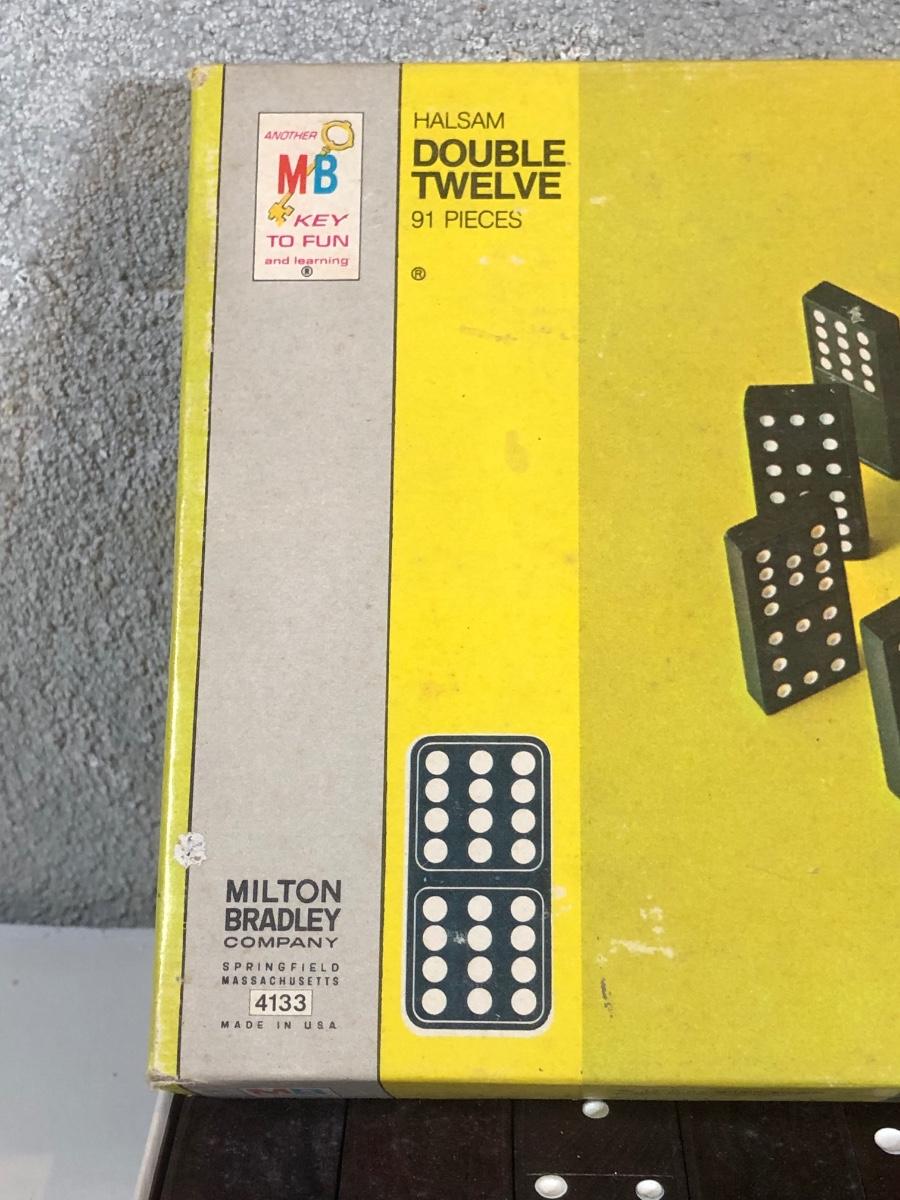 ANOTHER
MB
KEY
TO FUN
and learning
®
HALSAM
DOUBLE
TWELVE
91 PIECES
®
MILTON
BRADLEY
COMPANY
SPRINGFIELD
MASSACHUSETTS
4133
MADE IN USA
MB